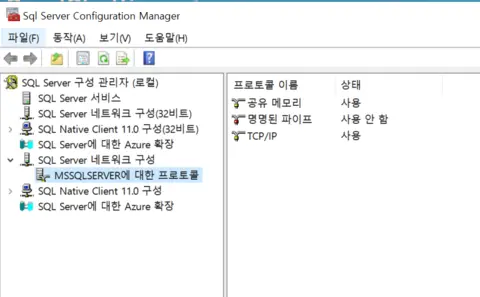 Sql Server Configuration Manager
파일(F) 동작(A) 보기(V) 도움말(H)
SQL Server 구성 관리자 (로컬)
SQL Server 서비스
SQL Server 네트워크 구성(32비트)
SQL Native Client 11.0 구성(32비트)
SQL Server에 대한 Azure 확장
SQL Server 네트워크 구성
MSSQLSERVER에 대한 프로토콜
SQL Native Client 11.0 구성
SQL Server에 대한 Azure 확장
프로토콜 이름 상태
공유 메모리 사용
명명된 파이프 사용 안 함
TCP/IP 사용